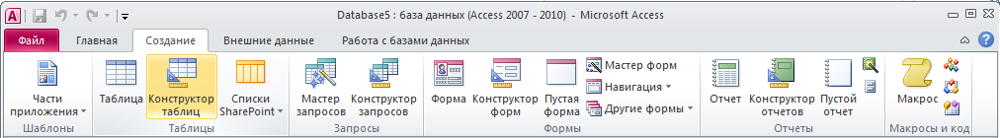 Database5 : база данных (Access 2007 - 2010) - Microsoft Access
Файл Главная Создание Внешние данные Работа с базами данных
Части приложения
Таблица
Конструктор таблиц
Списки SharePoint
Мастер запросов
Конструктор запросов
Форма
Конструктор форм
Пустая форма
Мастер форм
Навигация
Другие формы
Отчет
Конструктор отчетов
Пустой отчет
Макрос
Шаблоны Таблицы Запросы Формы Отчеты Макросы и код